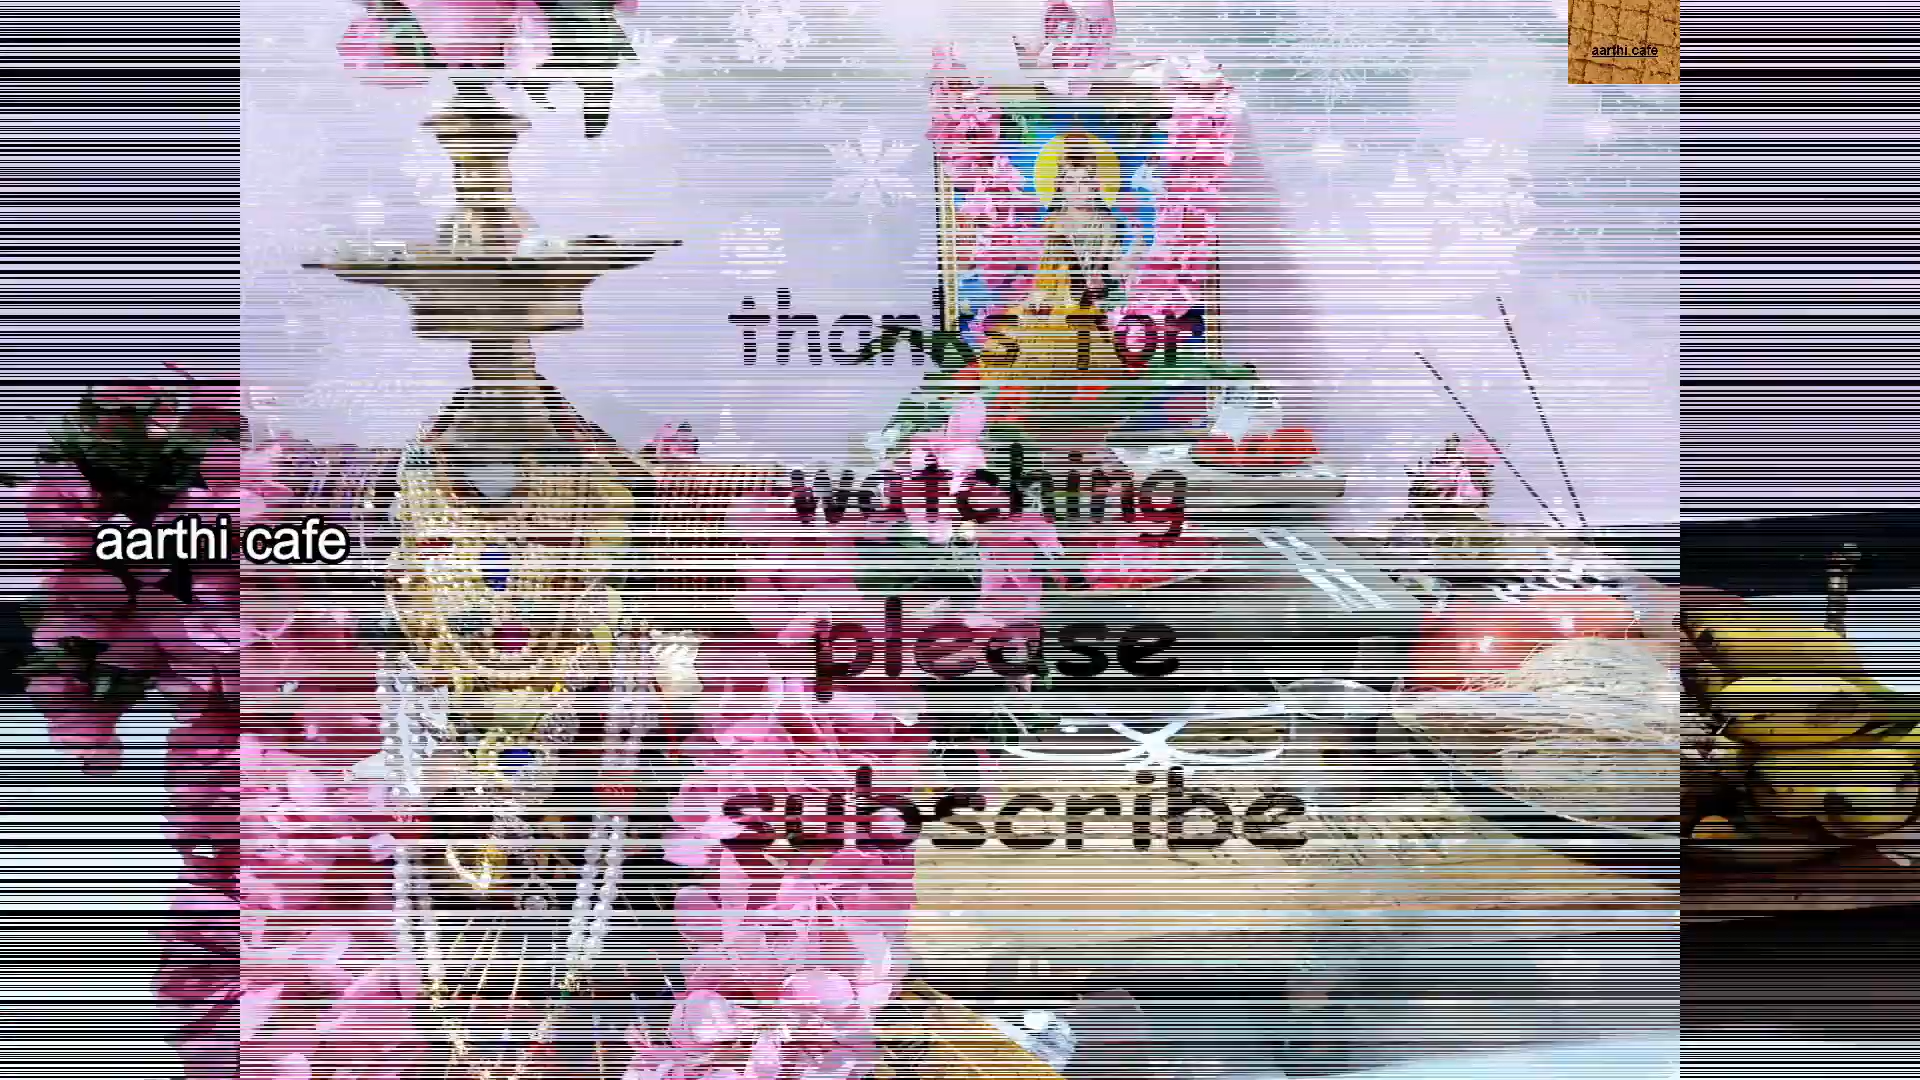 aarthi cafe
thanks for
watching
aarthi cafe
please
subscribe